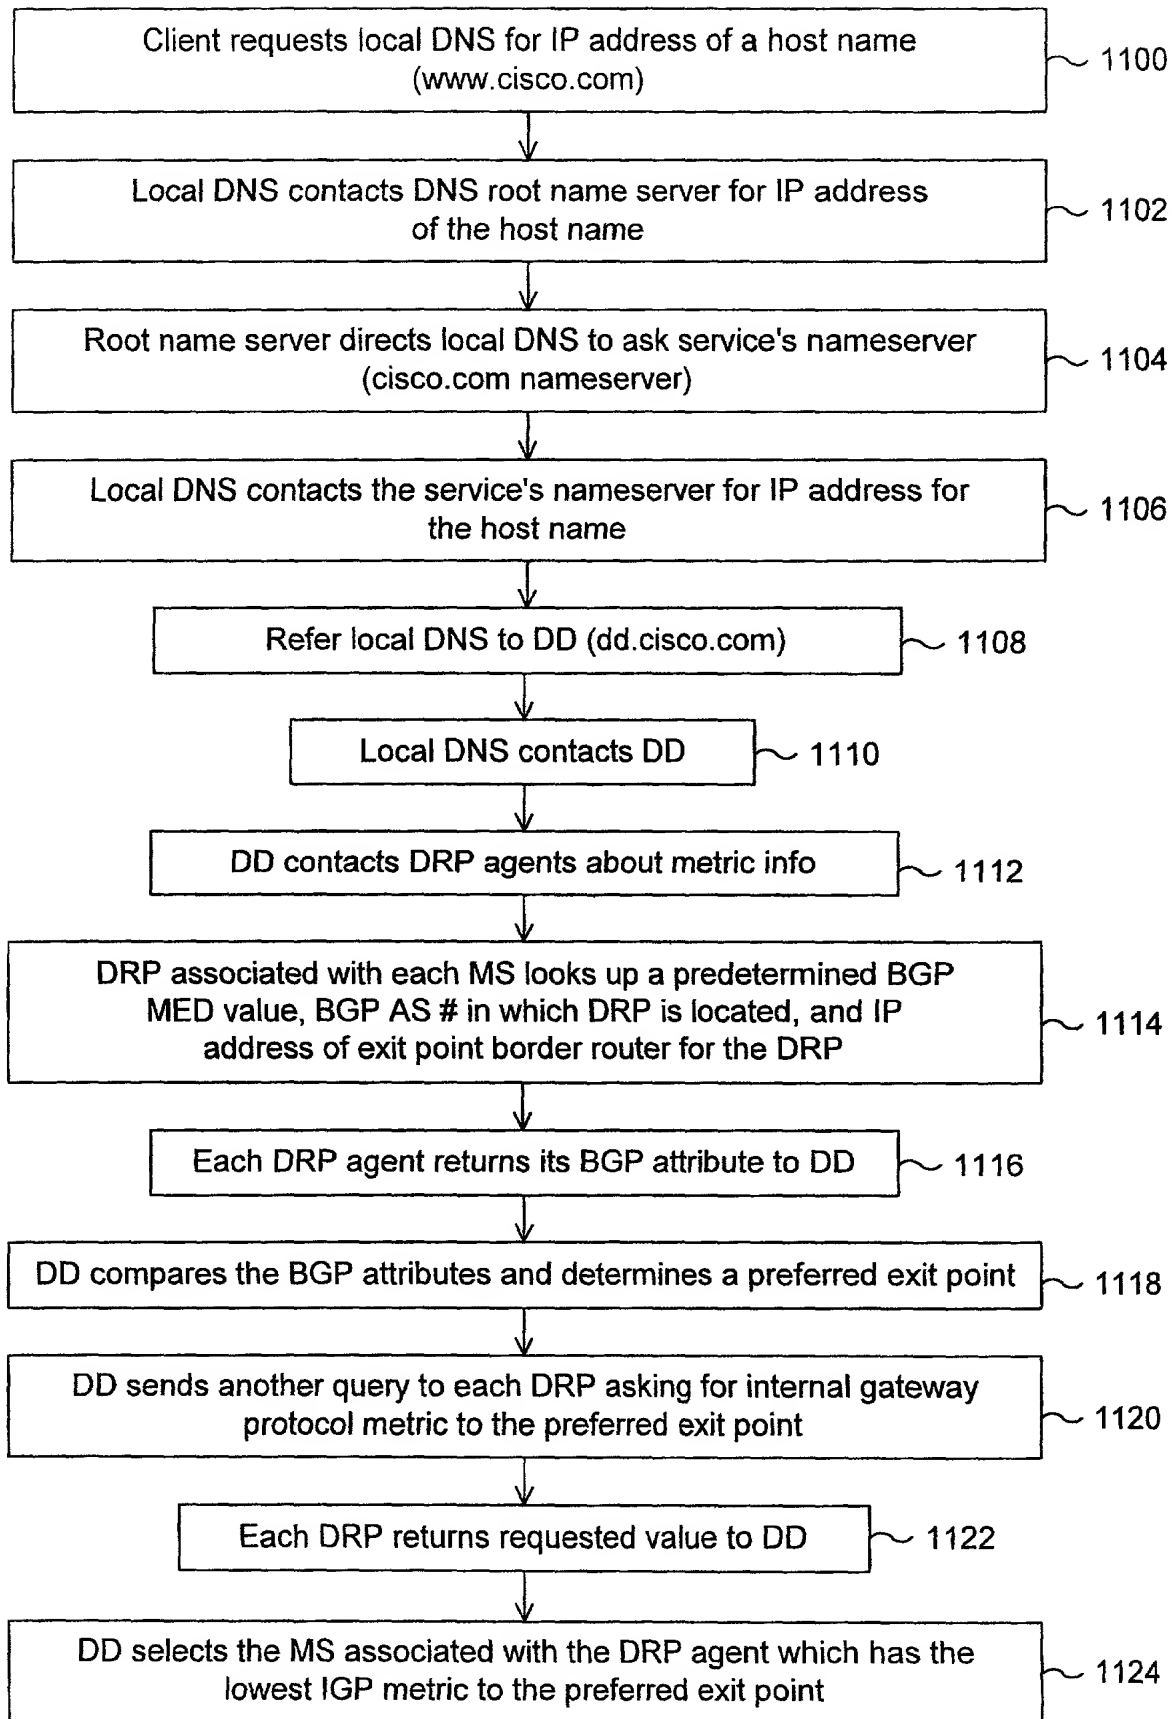 Client requests local DNS for IP address of a host name
(www.cisco.com)
1100
Local DNS contacts DNS root name server for IP address
of the host name
1102
Root name server directs local DNS to ask service's nameserver
(cisco.com nameserver)
1104
Local DNS contacts the service's nameserver for IP address for
the host name
1106
Refer local DNS to DD (dd.cisco.com)
1108
Local DNS contacts DD
1110
DD contacts DRP agents about metric info
1112
DRP associated with each MS looks up a predetermined BGP
MED value, BGP AS # in which DRP is located, and IP
address of exit point border router for the DRP
1114
Each DRP agent returns its BGP attribute to DD
1116
DD compares the BGP attributes and determines a preferred exit point
1118
DD sends another query to each DRP asking for internal gateway
protocol metric to the preferred exit point
1120
Each DRP returns requested value to DD
1122
DD selects the MS associated with the DRP agent which has the
lowest IGP metric to the preferred exit point
1124